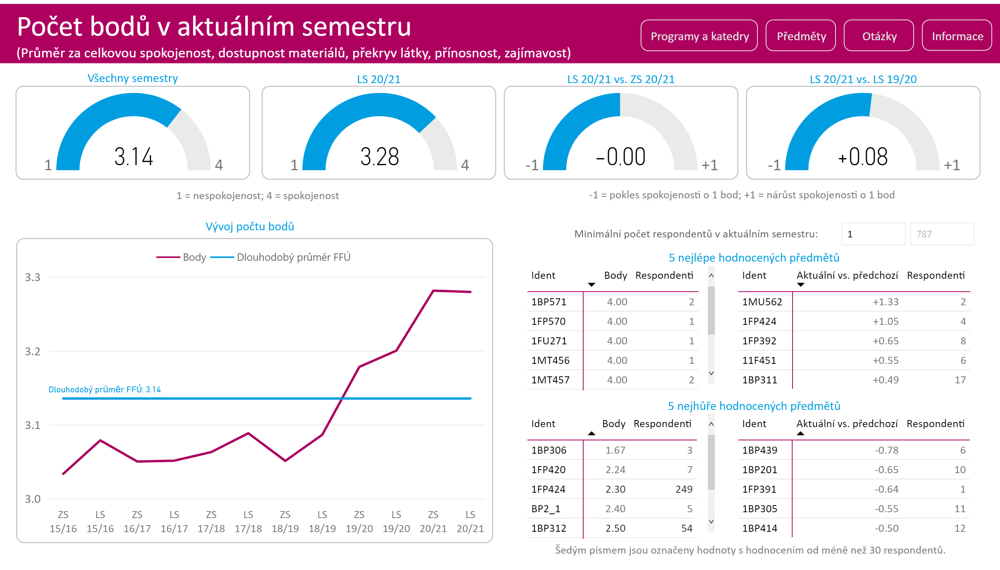 Počet bodů v aktuálním semestru
(Průměr za celkovou spokojenost, dostupnost materiálů, překryv látky, přínosnost, zajímavost)
Programy a katedry
Předměty
Otázky
Informace
Všechny semestry
LS 20/21
LS 20/21 vs. ZS 20/21
LS 20/21 vs. LS 19/20
1 3.14 4
1 3.28 4
-1 −0.00 +1
-1 +0.08 +1
1 = nespokojenost; 4 = spokojenost
-1 = pokles spokojenosti o 1 bod; +1 = nárůst spokojenosti o 1 bod
Vývoj počtu bodů
Body Dlouhodobý průměr FFÚ
3.3
3.2
Dlouhodobý průměr FFÚ: 3.14
3.1
3.0
ZS LS ZS LS ZS LS ZS LS ZS LS ZS LS
15/16 15/16 16/17 16/17 17/18 17/18 18/19 18/19 19/20 19/20 20/21 20/21
Minimální počet respondentů v aktuálním semestru: 1 787
5 nejlépe hodnocených předmětů
Ident Body Respondenti
1BP571 4.00 2
1FP570 4.00 1
1FU271 4.00 1
1MT456 4.00 1
1MT457 4.00 2
Ident Aktuální vs. předchozí Respondenti
1MU562 +1.33 2
1FP424 +1.05 4
1FP392 +0.65 8
11F451 +0.55 6
1BP311 +0.49 17
5 nejhůře hodnocených předmětů
Ident Body Respondenti
1BP306 1.67 3
1FP420 2.24 7
1FP424 2.30 249
BP2_1 2.40 5
1BP312 2.50 54
Ident Aktuální vs. předchozí Respondenti
1BP439 -0.78 6
1BP201 -0.65 10
1FP391 -0.64 1
1BP305 -0.55 11
1BP414 -0.50 12
Šedým písmem jsou označeny hodnoty s hodnocením od méně než 30 respondentů.